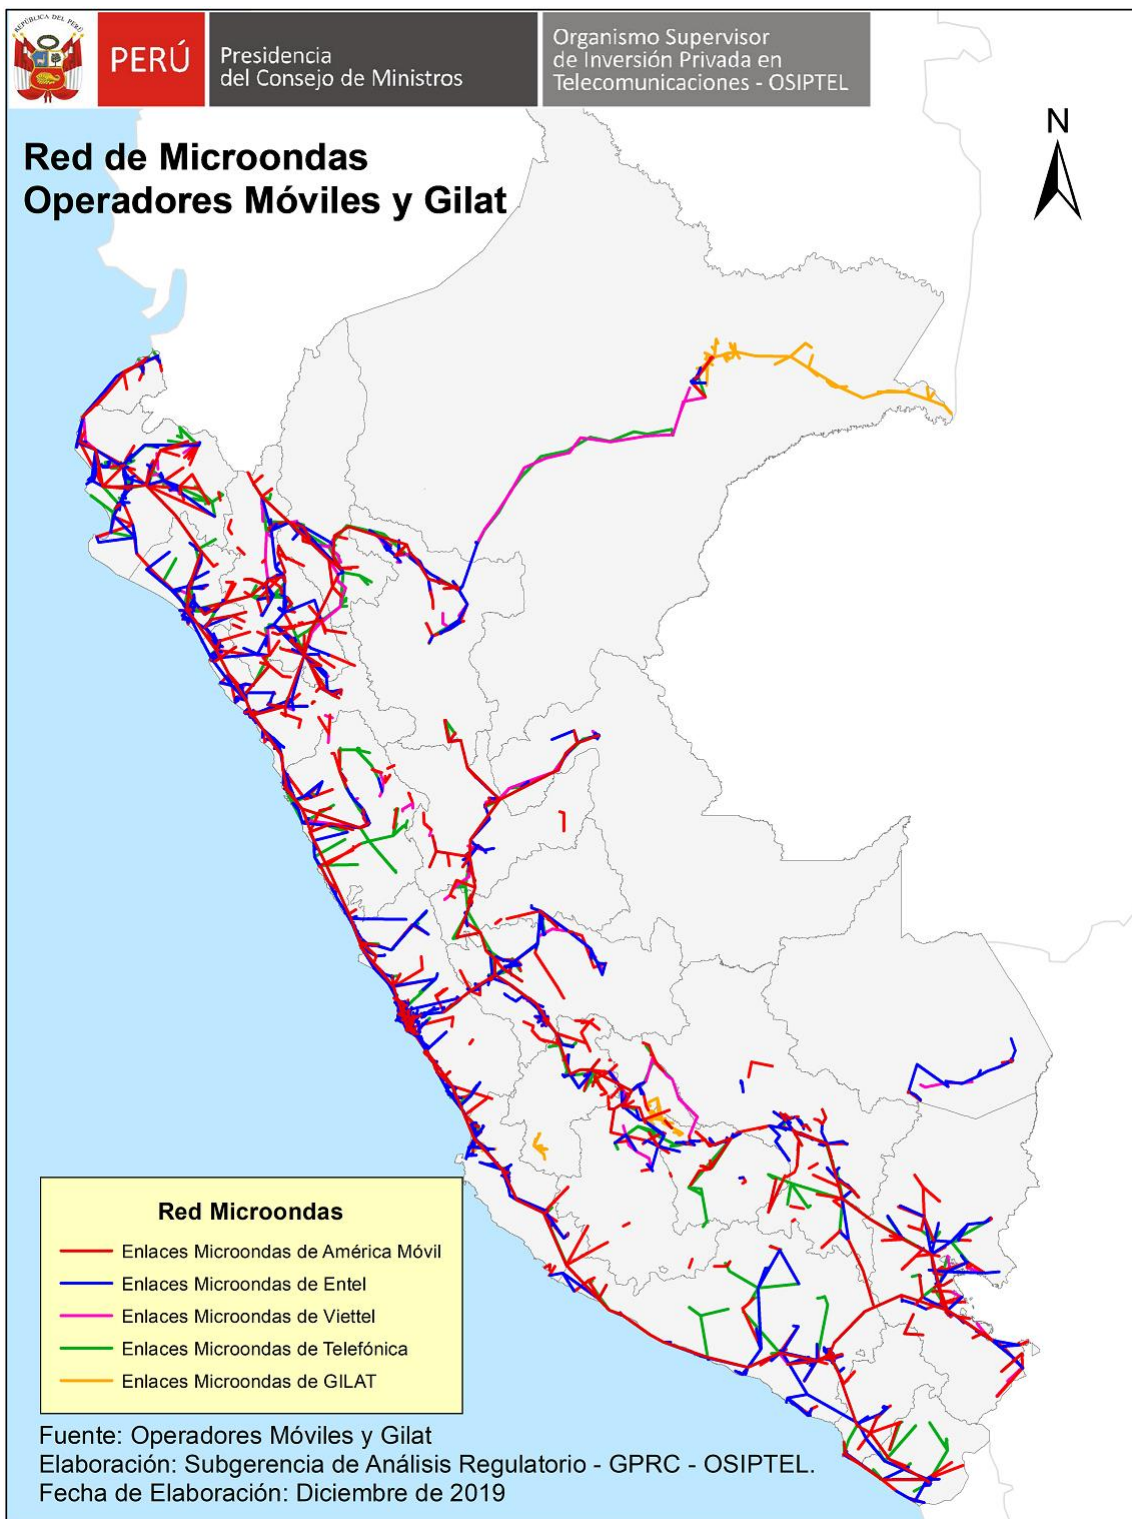 REPÚBLICA DEL PERÚ
PERÚ
Presidencia
del Consejo de Ministros
Organismo Supervisor
de Inversión Privada en
Telecomunicaciones - OSIPTEL
Red de Microondas
Operadores Móviles y Gilat
N
Red Microondas
Enlaces Microondas de América Móvil
Enlaces Microondas de Entel
Enlaces Microondas de Viettel
Enlaces Microondas de Telefónica
Enlaces Microondas de GILAT
Fuente: Operadores Móviles y Gilat
Elaboración: Subgerencia de Análisis Regulatorio - GPRC - OSIPTEL.
Fecha de Elaboración: Diciembre de 2019